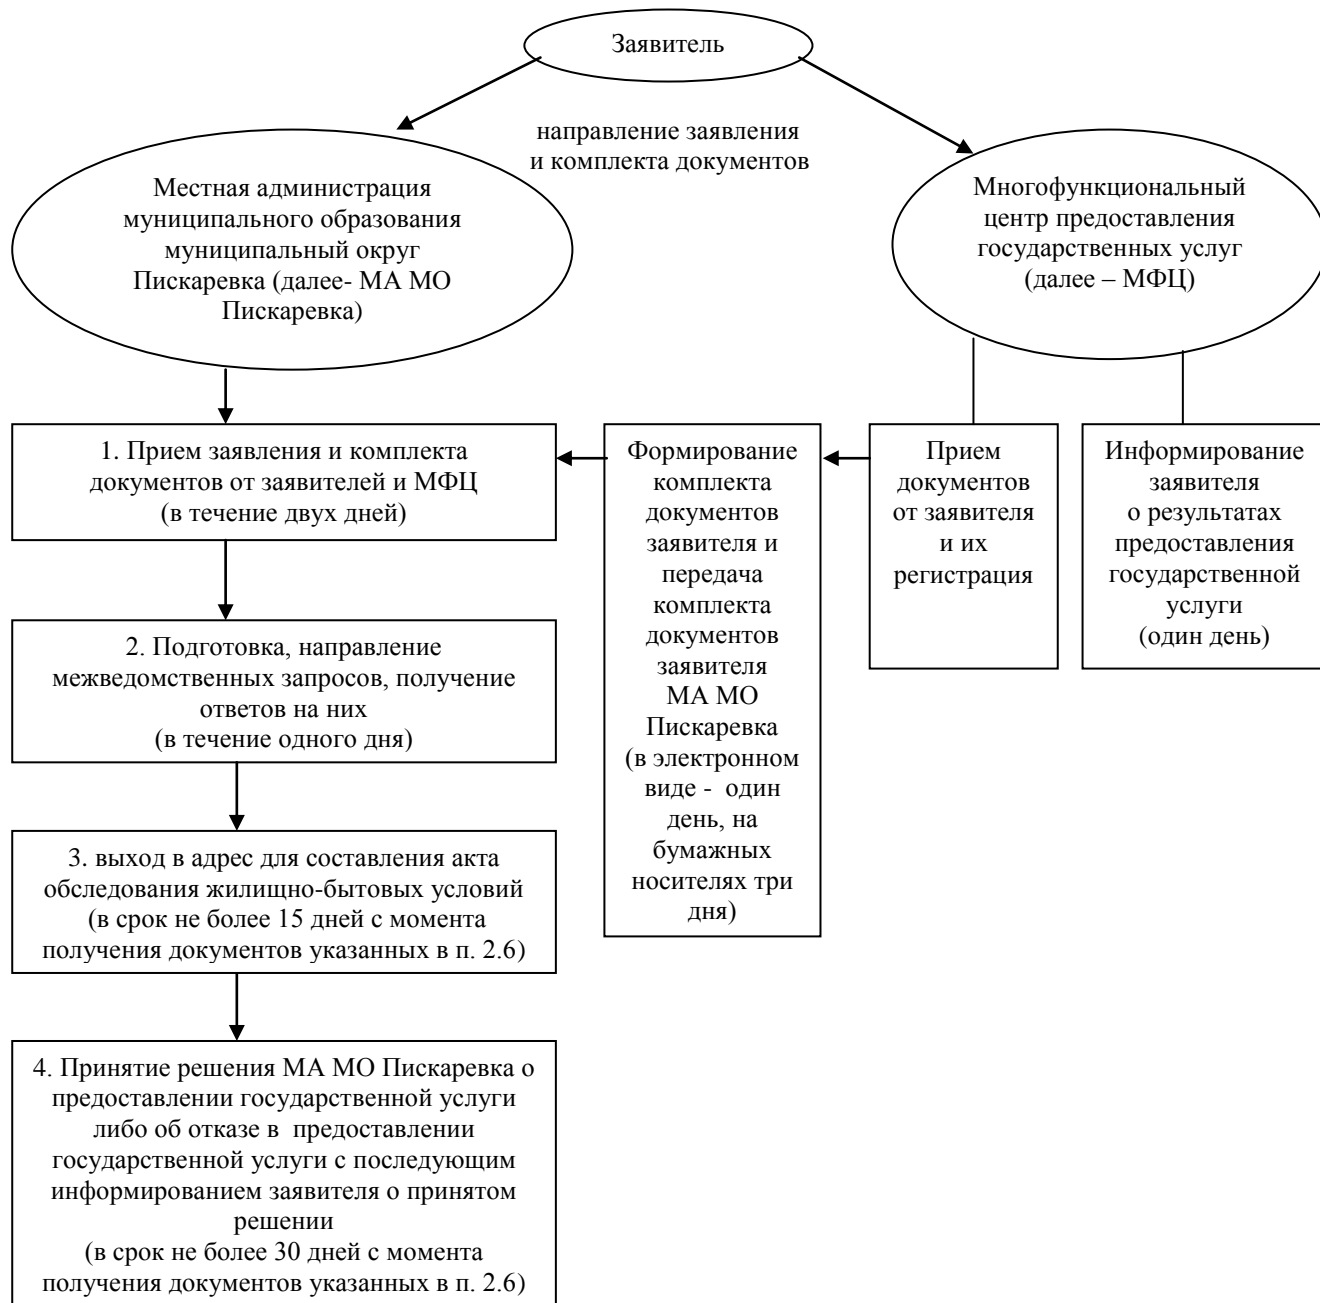 Заявитель
направление заявления
и комплекта документов
Местная администрация
муниципального образования
муниципальный округ
Пискаревка (далее- МА МО
Пискаревка)
Многофункциональный
центр предоставления
государственных услуг
(далее – МФЦ)
1. Прием заявления и комплекта
документов от заявителей и МФЦ
(в течение двух дней)
Формирование
комплекта
документов
заявителя и
передача
комплекта
документов
заявителя
МА МО
Пискаревка
(в электронном
виде -  один
день, на
бумажных
носителях три
дня)
Прием
документов
от заявителя
и их
регистрация
Информирование
заявителя
о результатах
предоставления
государственной
услуги
(один день)
2. Подготовка, направление
межведомственных запросов, получение
ответов на них
(в течение одного дня)
3. выход в адрес для составления акта
обследования жилищно-бытовых условий
(в срок не более 15 дней с момента
получения документов указанных в п. 2.6)
4. Принятие решения МА МО Пискаревка о
предоставлении государственной услуги
либо об отказе в  предоставлении
государственной услуги с последующим
информированием заявителя о принятом
решении
(в срок не более 30 дней с момента
получения документов указанных в п. 2.6)